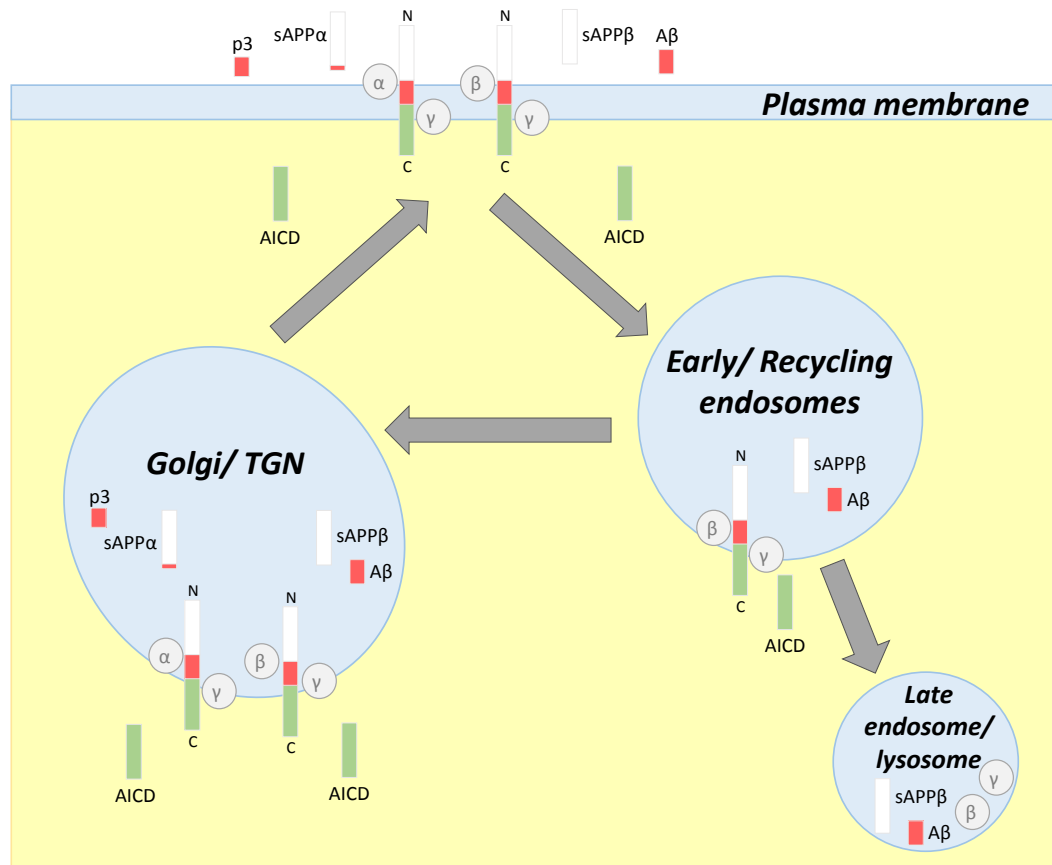 N
N
sAPPα
sAPPβ
Aβ
p3
α
β
Plasma membrane
γ
γ
C
C
AICD
AICD
Early/ Recycling
endosomes
Golgi/ TGN
N
sAPPβ
Aβ
β
γ
C
AICD
p3
sAPPα
sAPPβ
Aβ
N
N
α
β
γ
γ
C
C
AICD
AICD
Late
endosome/
lysosome
γ
sAPPβ
β
Aβ